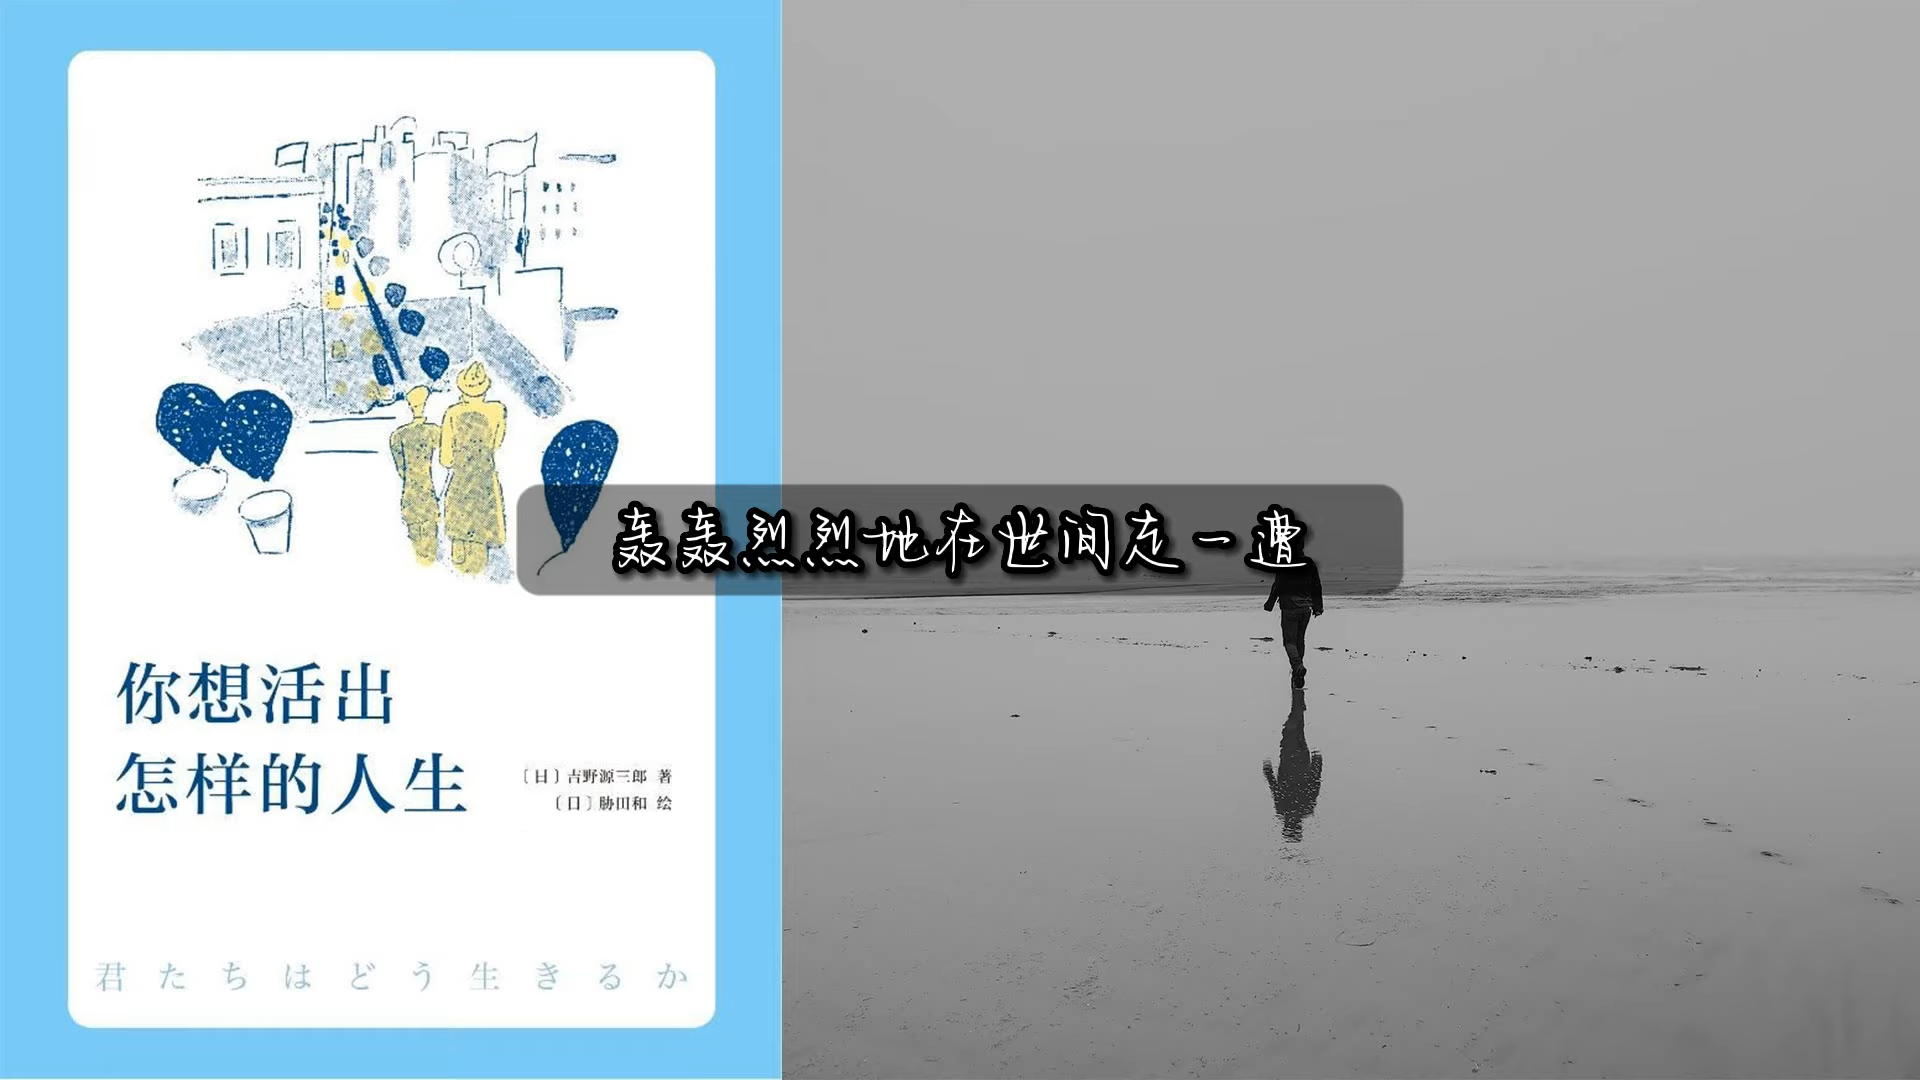 轰轰烈烈地在世间走一遭
你想活出
怎样的人生
〔日〕吉野源三郎 著
〔日〕胁田和 绘
君たちはどう生きるか